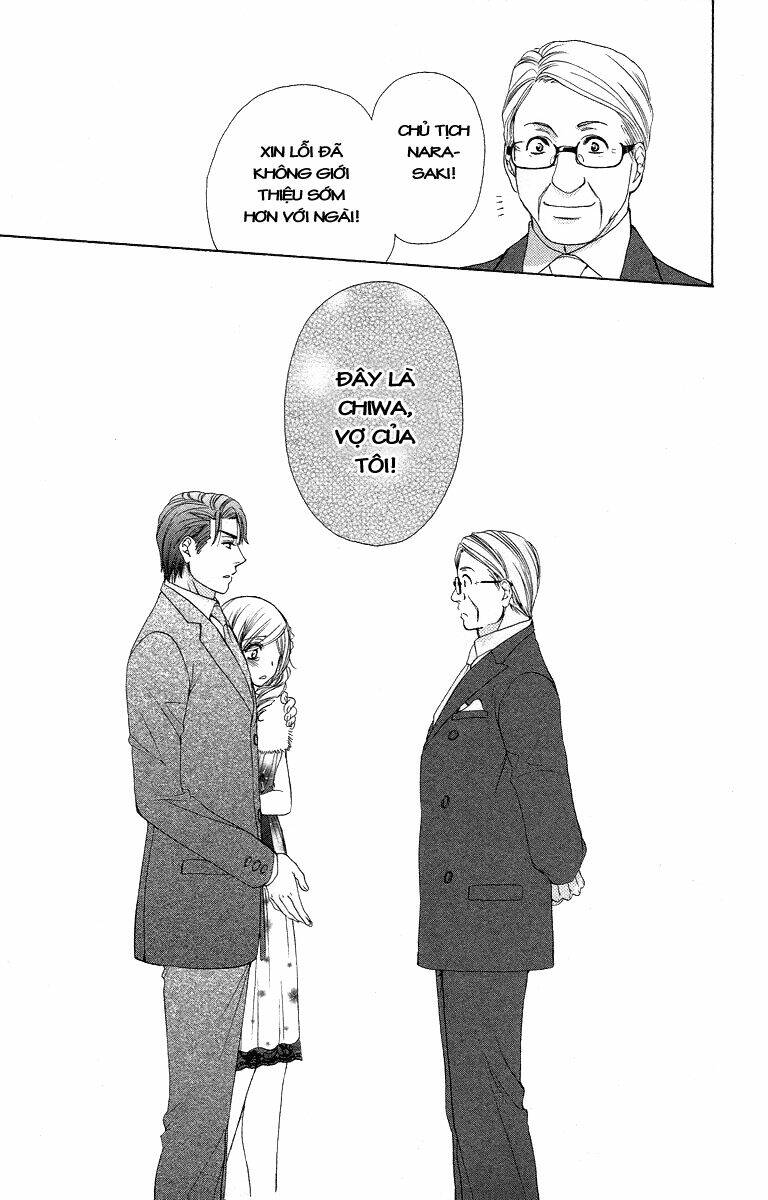 CHỦ TỊCH
NARA-
SAKI!
XIN LỖI ĐÃ
KHÔNG GIỚI
THIỆU SỚM
HƠN VỚI NGÀI!
ĐÂY LÀ
CHIWA,
VỢ CỦA
TÔI!